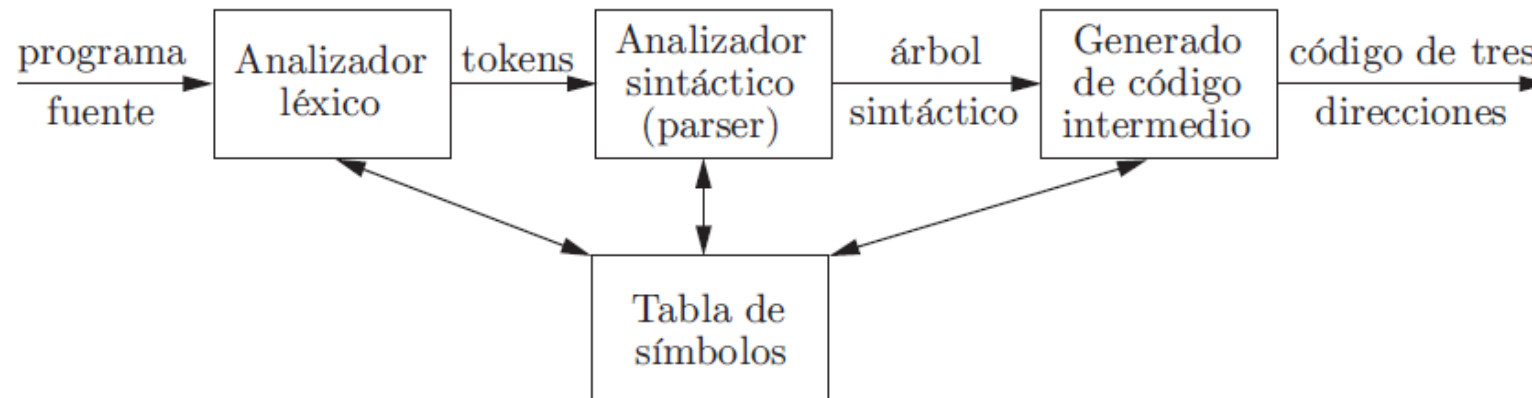 programa
fuente
Analizador
léxico
tokens
Analizador
sintáctico
(parser)
árbol
sintáctico
Generado
de código
intermedio
código de tres
direcciones
Tabla de
símbolos